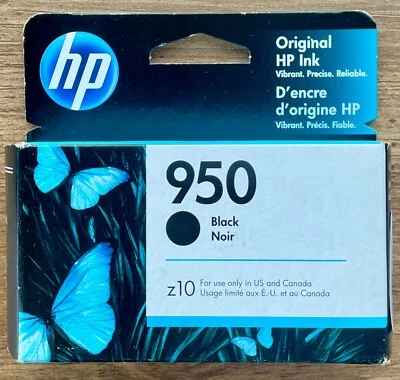 hp
Original
HP Ink
Vibrant. Precise. Reliable.
D'encre
d'origine HP
Vibrant. Précis. Fiable.
950
Black
Noir
z10
For use only in US and Canada
Usage limité aux É.-U. et au Canada